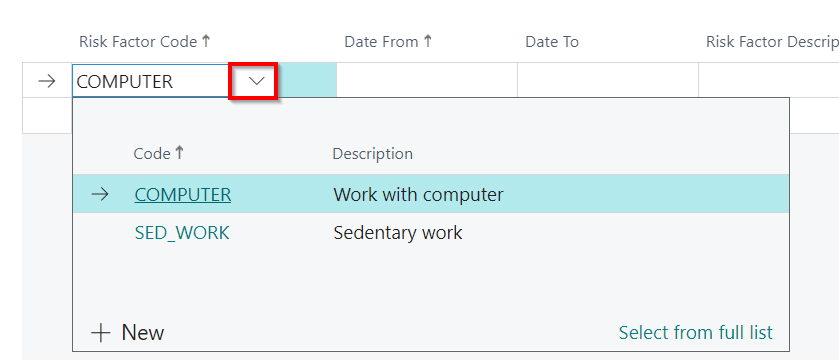 Risk Factor Code ↑ Date From ↑ Date To Risk Factor Descrip
COMPUTER
Code ↑ Description
COMPUTER Work with computer
SED_WORK Sedentary work
+ New Select from full list